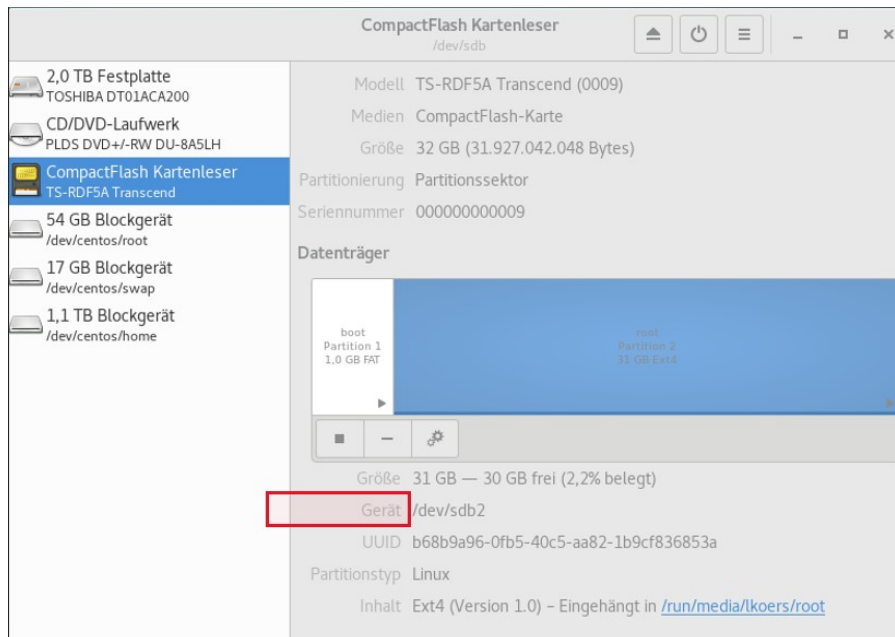 CompactFlash Kartenleser
/dev/sdb
2,0 TB Festplatte
TOSHIBA DT01ACA200
CD/DVD-Laufwerk
PLDS DVD+/-RW DU-8A5LH
CompactFlash Kartenleser
TS-RDF5A Transcend
54 GB Blockgerät
/dev/centos/root
17 GB Blockgerät
/dev/centos/swap
1,1 TB Blockgerät
/dev/centos/home
Modell TS-RDF5A Transcend (0009)
Medien CompactFlash-Karte
Größe 32 GB (31.927.042.048 Bytes)
Partitionierung Partitionssektor
Seriennummer 000000000009
Datenträger
boot
Partition 1
1,0 GB FAT
root
Partition 2
31 GB Ext4
Größe 31 GB — 30 GB frei (2,2% belegt)
Gerät /dev/sdb2
UUID b68b9a96-0fb5-40c5-aa82-1b9cf836853a
Partitionstyp Linux
Inhalt Ext4 (Version 1.0) – Eingehängt in /run/media/lkoers/root